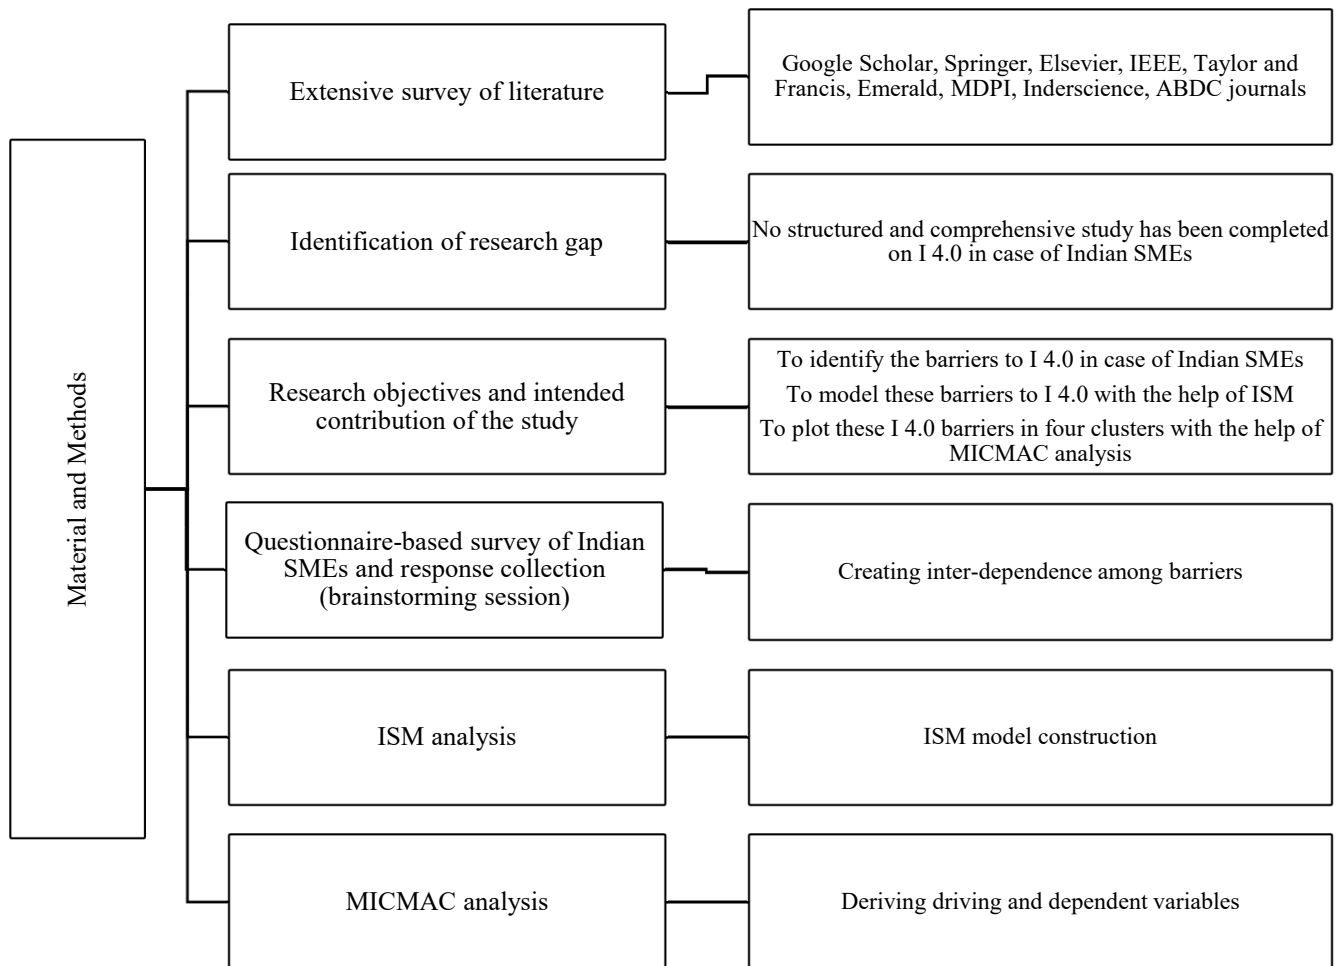 Material and Methods
Extensive survey of literature
Google Scholar, Springer, Elsevier, IEEE, Taylor and
Francis, Emerald, MDPI, Inderscience, ABDC journals
Identification of research gap
No structured and comprehensive study has been completed
on I 4.0 in case of Indian SMEs
Research objectives and intended
contribution of the study
To identify the barriers to I 4.0 in case of Indian SMEs
To model these barriers to I 4.0 with the help of ISM
To plot these I 4.0 barriers in four clusters with the help of
MICMAC analysis
Questionnaire-based survey of Indian
SMEs and response collection
(brainstorming session)
Creating inter-dependence among barriers
ISM analysis
ISM model construction
MICMAC analysis
Deriving driving and dependent variables